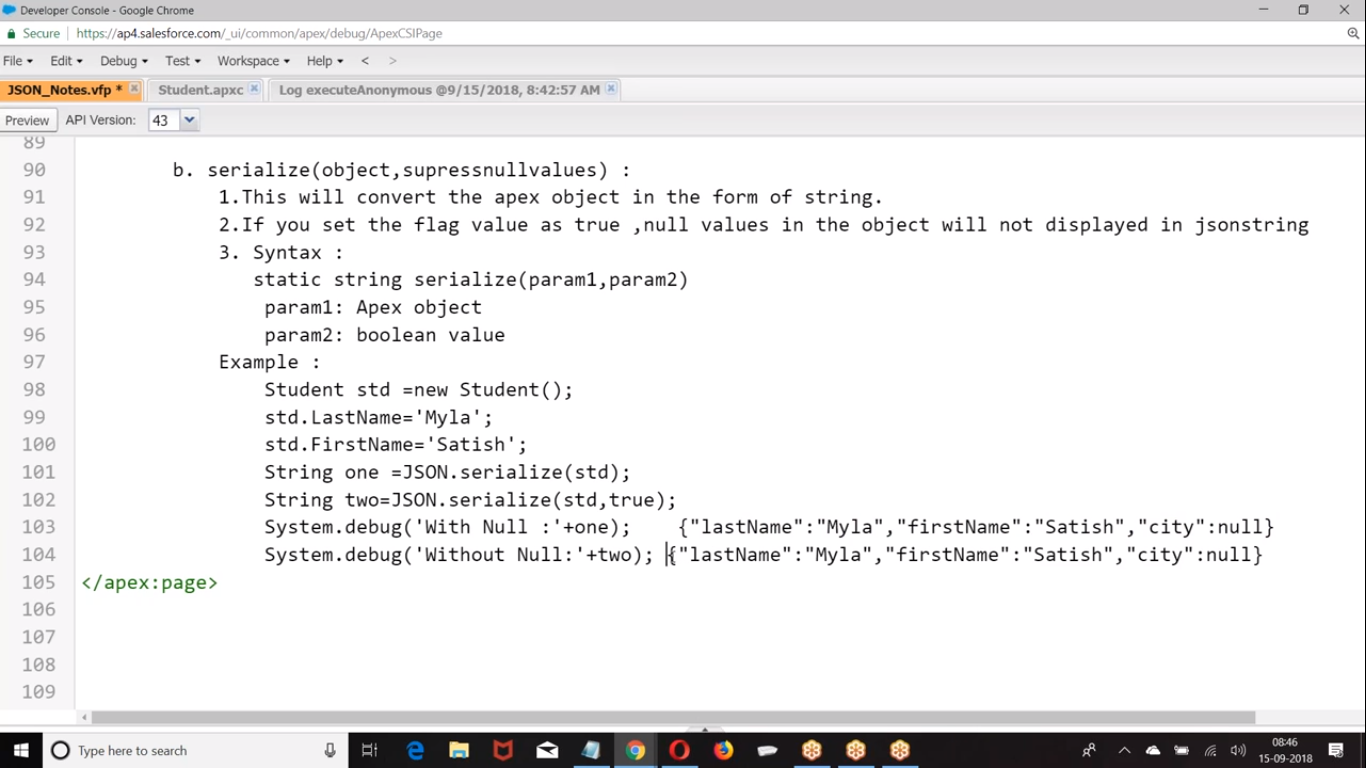 Developer Console - Google Chrome
Secure https://ap4.salesforce.com/_ui/common/apex/debug/ApexCSIPage
File Edit Debug Test Workspace Help < >
JSON_Notes.vfp * Student.apxc Log executeAnonymous @9/15/2018, 8:42:57 AM
Preview API Version: 43
89
90 b. serialize(object,supressnullvalues) :
91 1.This will convert the apex object in the form of string.
92 2.If you set the flag value as true ,null values in the object will not displayed in jsonstring
93 3. Syntax :
94 static string serialize(param1,param2)
95 param1: Apex object
96 param2: boolean value
97 Example :
98 Student std =new Student();
99 std.LastName='Myla';
100 std.FirstName='Satish';
101 String one =JSON.serialize(std);
102 String two=JSON.serialize(std,true);
103 System.debug('With Null :'+one); {"lastName":"Myla","firstName":"Satish","city":null}
104 System.debug('Without Null:'+two); {"lastName":"Myla","firstName":"Satish","city":null}
105 </apex:page>
106
107
108
109
Type here to search
08:46
15-09-2018